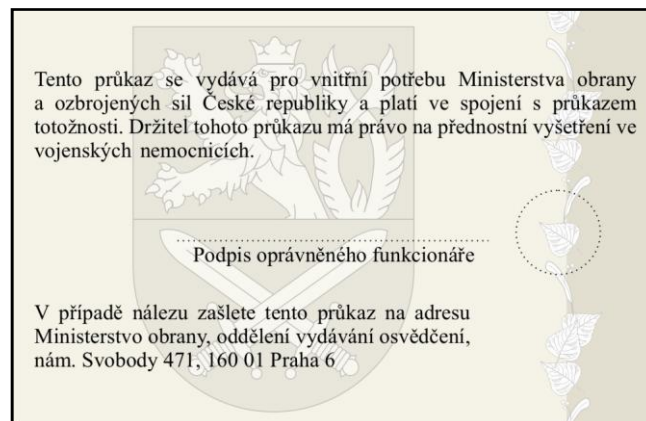 Tento průkaz se vydává pro vnitřní potřebu Ministerstva obrany
a ozbrojených sil České republiky a platí ve spojení s průkazem
totožnosti. Držitel tohoto průkazu má právo na přednostní vyšetření ve
vojenských nemocnicích.
Podpis oprávněného funkcionáře
V případě nálezu zašlete tento průkaz na adresu
Ministerstvo obrany, oddělení vydávání osvědčení,
nám. Svobody 471, 160 01 Praha 6